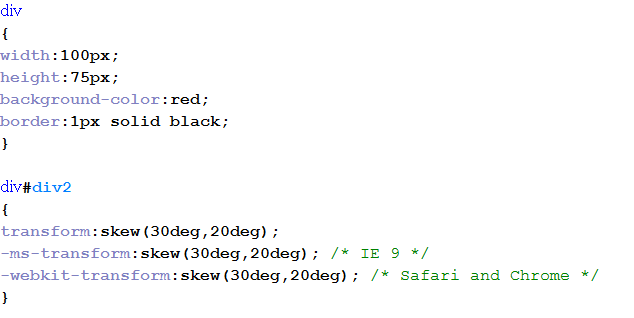 div
{
width:100px;
height:75px;
background-color:red;
border:1px solid black;
}
div#div2
{
transform:skew(30deg,20deg);
-ms-transform:skew(30deg,20deg); /* IE 9 */
-webkit-transform:skew(30deg,20deg); /* Safari and Chrome */
}